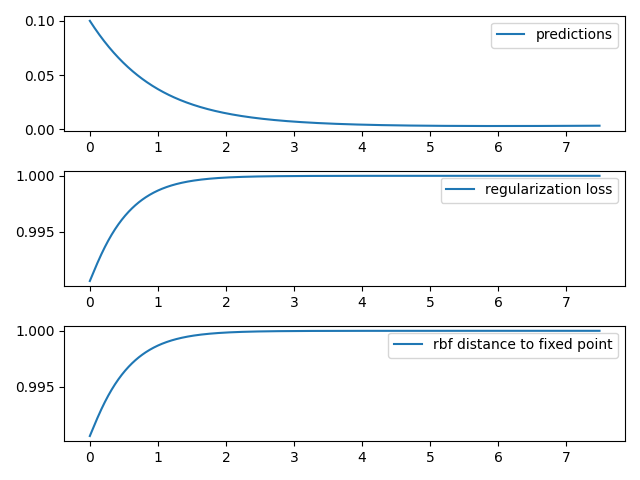 0.10
0.05
0.00
predictions
0 1 2 3 4 5 6 7
1.000
0.995
regularization loss
0 1 2 3 4 5 6 7
1.000
0.995
rbf distance to fixed point
0 1 2 3 4 5 6 7